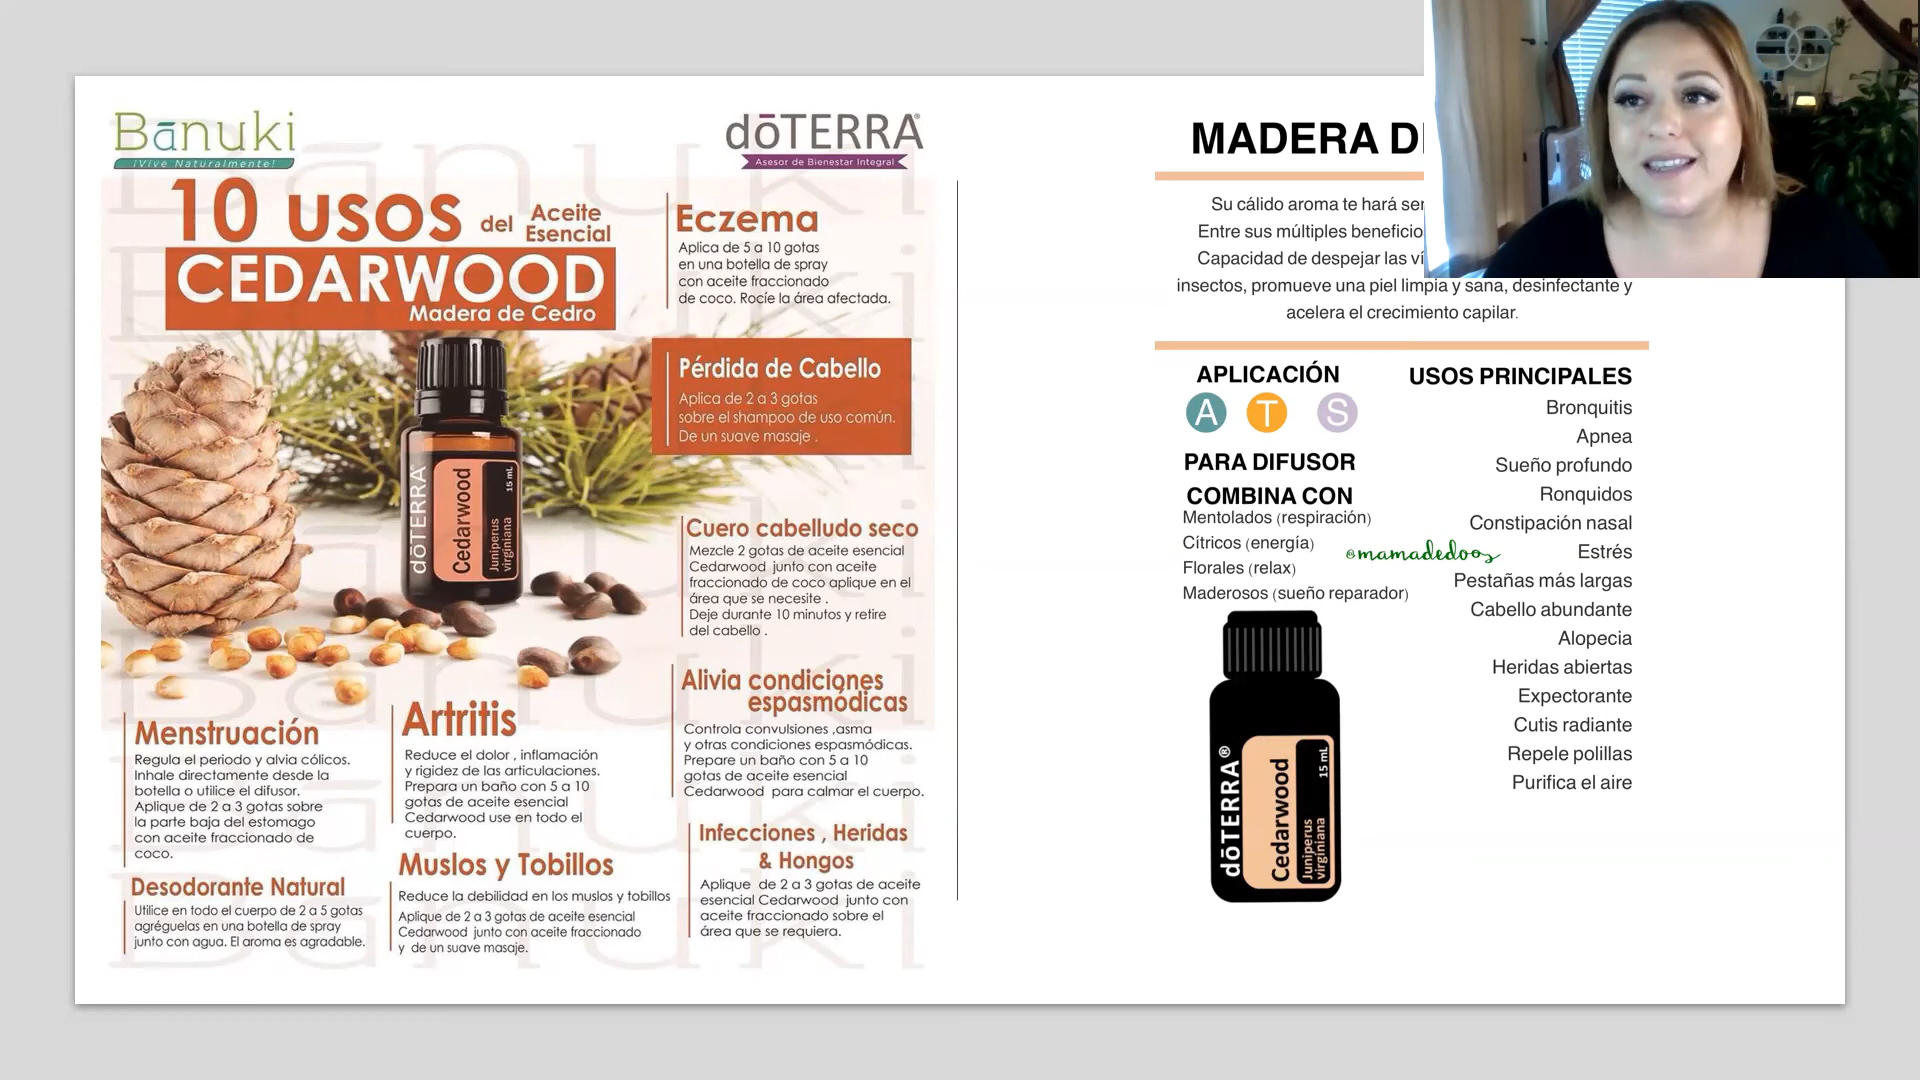 Bānuki
¡Vive Naturalmente!
dōTERRA®
Asesor de Bienestar Integral
10 USOS del Aceite
Esencial
CEDARWOOD
Madera de Cedro
Eczema
Aplica de 5 a 10 gotas
en una botella de spray
con aceite fraccionado
de coco. Rocíe la área afectada.
Pérdida de Cabello
Aplica de 2 a 3 gotas
sobre el shampoo de uso común.
De un suave masaje .
dōTERRA
Cedarwood
Juniperus
virginiana
15 mL
Cuero cabelludo seco
Mezcle 2 gotas de aceite esencial
Cedarwood junto con aceite
fraccionado de coco aplique en el
área que se necesite .
Deje durante 10 minutos y retire
del cabello .
Alivia condiciones
espasmódicas
Controla convulsiones ,asma
y otras condiciones espasmódicas.
Prepare un baño con 5 a 10
gotas de aceite esencial
Cedarwood para calmar el cuerpo.
Menstruación
Regula el periodo y alvia cólicos.
Inhale directamente desde la
botella o utilice el difusor.
Aplique de 2 a 3 gotas sobre
la parte baja del estomago
con aceite fraccionado de
coco.
Artritis
Reduce el dolor , inflamación
y rigidez de las articulaciones.
Prepara un baño con 5 a 10
gotas de aceite esencial
Cedarwood use en todo el
cuerpo.
Infecciones , Heridas
& Hongos
Aplique de 2 a 3 gotas de aceite
esencial Cedarwood junto con
aceite fraccionado sobre el
área que se requiera.
Desodorante Natural
Utilice en todo el cuerpo de 2 a 5 gotas
agréguelas en una botella de spray
junto con agua. El aroma es agradable.
Muslos y Tobillos
Reduce la debilidad en los muslos y tobillos
Aplique de 2 a 3 gotas de aceite esencial
Cedarwood junto con aceite fraccionado
y de un suave masaje.
MADERA D
Su cálido aroma te hará
Entre sus múltiples
Capacidad de despejar las
insectos, promueve una piel limpia y sana, desinfectante y
acelera el crecimiento capilar.
APLICACIÓN
A T S
PARA DIFUSOR
COMBINA CON
Mentolados (respiración)
Cítricos (energía)
Florales (relax)
Maderosos (sueño reparador)
@mamadedoos
USOS PRINCIPALES
Bronquitis
Apnea
Sueño profundo
Ronquidos
Constipación nasal
Estrés
Pestañas más largas
Cabello abundante
Alopecia
Heridas abiertas
Expectorante
Cutis radiante
Repele polillas
Purifica el aire
dōTERRA®
Cedarwood
Juniperus
virginiana
15 mL